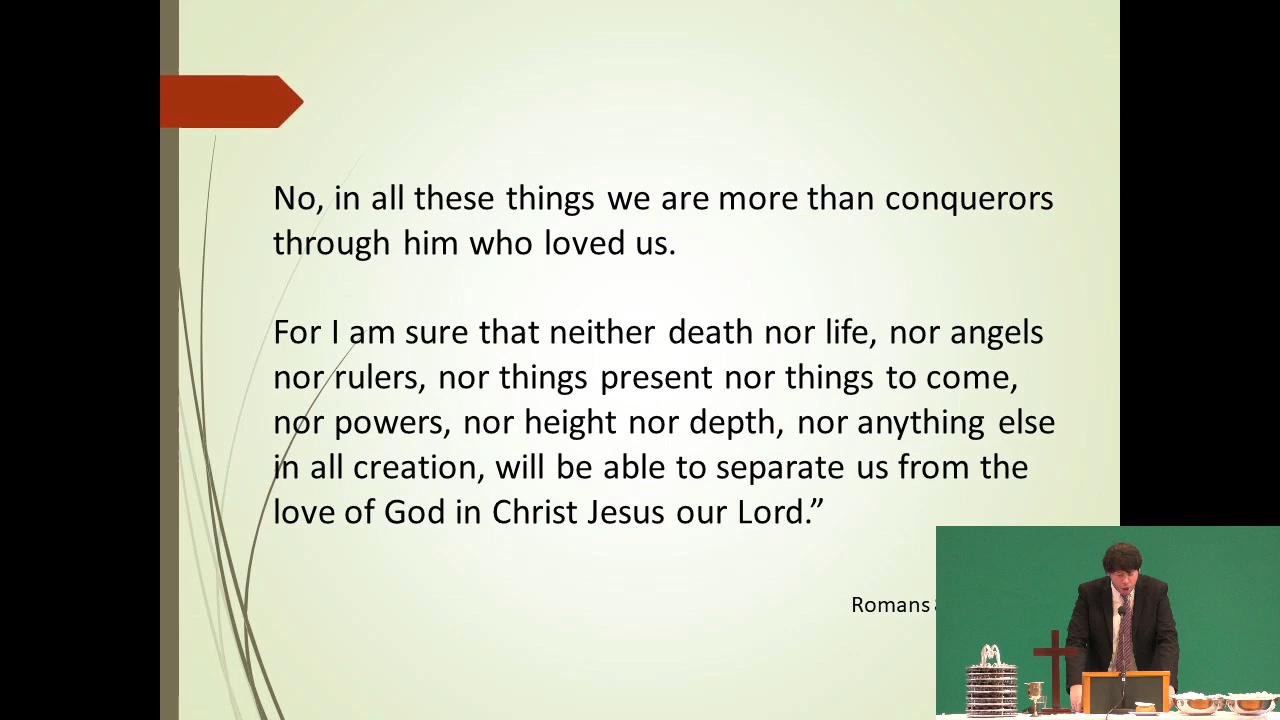 No, in all these things we are more than conquerors
through him who loved us.
For I am sure that neither death nor life, nor angels
nor rulers, nor things present nor things to come,
nor powers, nor height nor depth, nor anything else
in all creation, will be able to separate us from the
love of God in Christ Jesus our Lord.”
Romans